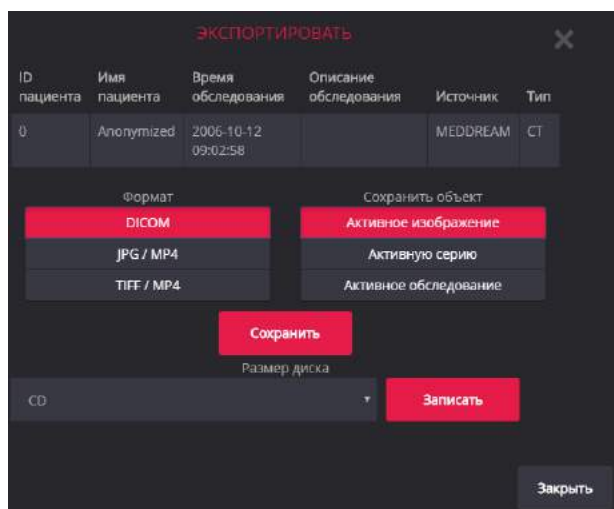 ЭКСПОРТИРОВАТЬ
ID пациента Имя пациента Время обследования Описание обследования Источник Тип
0 Anonymized 2006-10-12 09:02:58 MEDDREAM CT
Формат Сохранить объект
DICOM Активное изображение
JPG / MP4 Активную серию
TIFF / MP4 Активное обследование
Сохранить
Размер диска
CD Записать
Закрыть